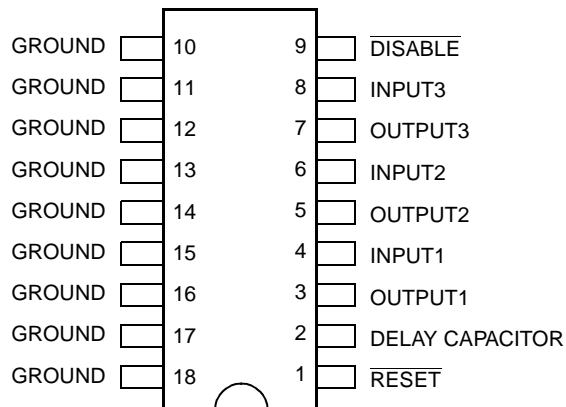 GROUND 10 9 DISABLE
GROUND 11 8 INPUT3
GROUND 12 7 OUTPUT3
GROUND 13 6 INPUT2
GROUND 14 5 OUTPUT2
GROUND 15 4 INPUT1
GROUND 16 3 OUTPUT1
GROUND 17 2 DELAY CAPACITOR
GROUND 18 1 RESET